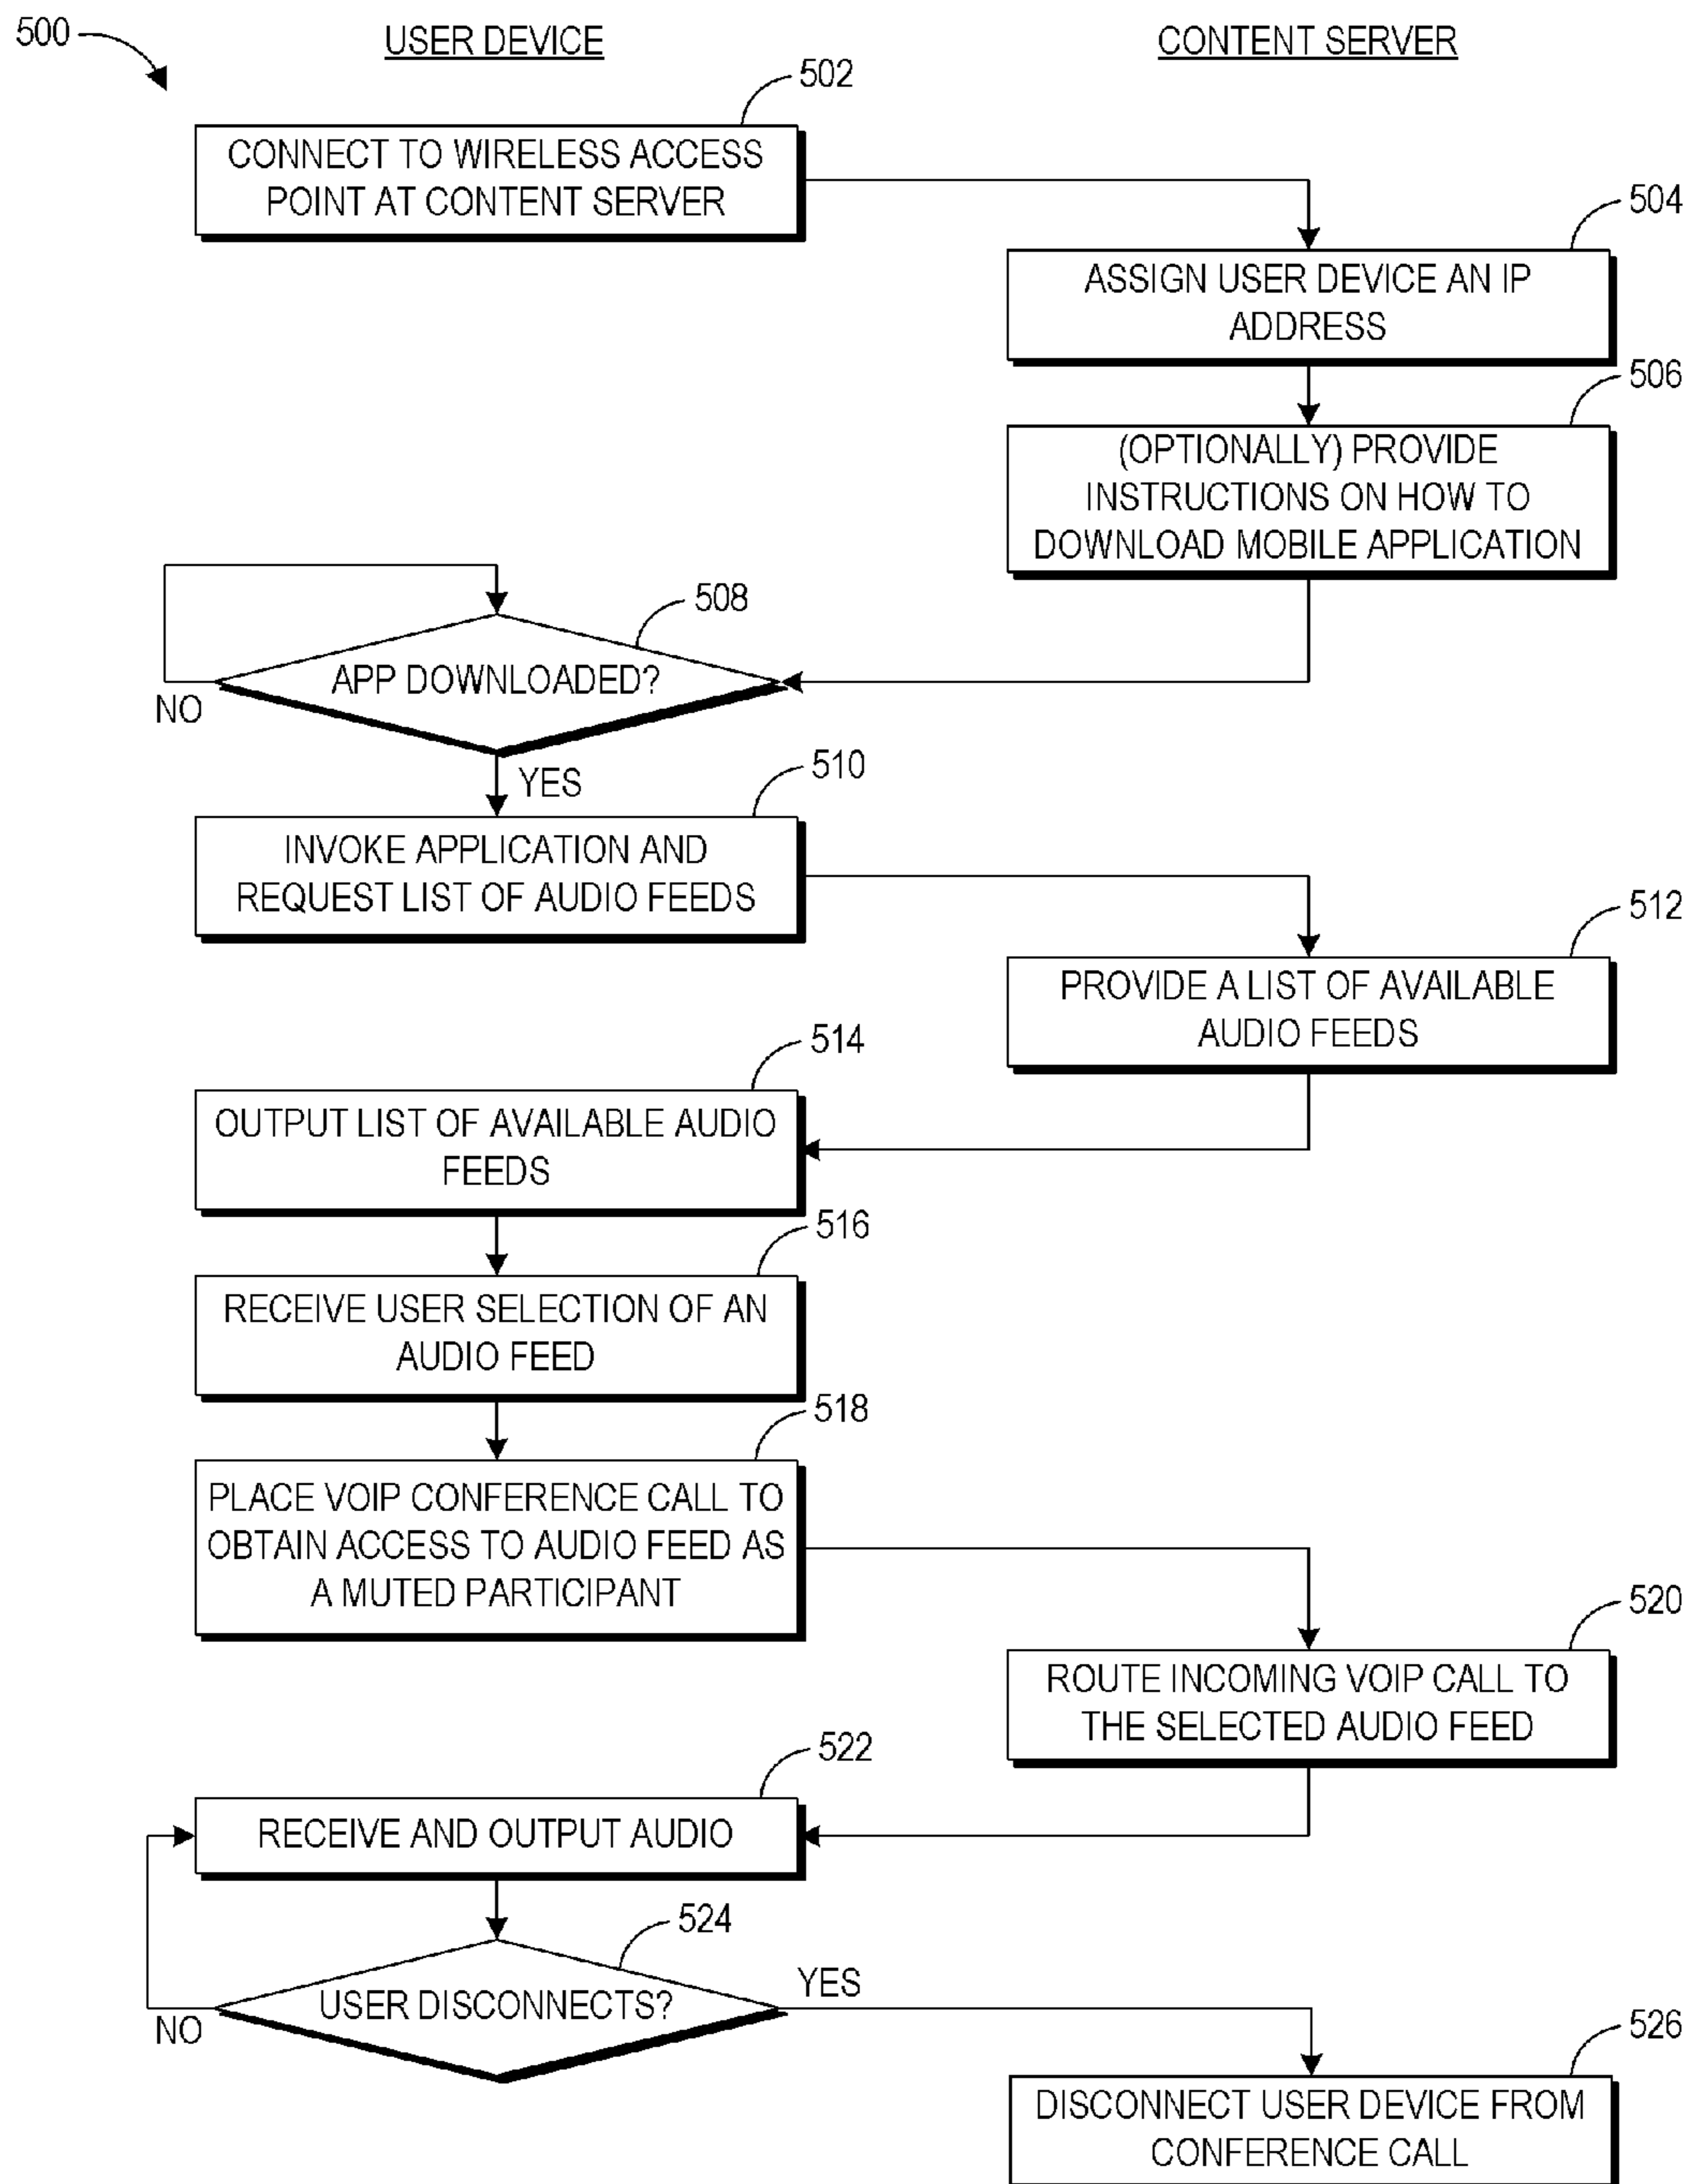 500
USER DEVICE
CONTENT SERVER
502
CONNECT TO WIRELESS ACCESS
POINT AT CONTENT SERVER
504
ASSIGN USER DEVICE AN IP
ADDRESS
506
(OPTIONALLY) PROVIDE
INSTRUCTIONS ON HOW TO
DOWNLOAD MOBILE APPLICATION
508
APP DOWNLOADED?
NO
YES
510
INVOKE APPLICATION AND
REQUEST LIST OF AUDIO FEEDS
512
PROVIDE A LIST OF AVAILABLE
AUDIO FEEDS
514
OUTPUT LIST OF AVAILABLE AUDIO
FEEDS
516
RECEIVE USER SELECTION OF AN
AUDIO FEED
518
PLACE VOIP CONFERENCE CALL TO
OBTAIN ACCESS TO AUDIO FEED AS
A MUTED PARTICIPANT
520
ROUTE INCOMING VOIP CALL TO
THE SELECTED AUDIO FEED
522
RECEIVE AND OUTPUT AUDIO
524
USER DISCONNECTS?
YES
NO
526
DISCONNECT USER DEVICE FROM
CONFERENCE CALL